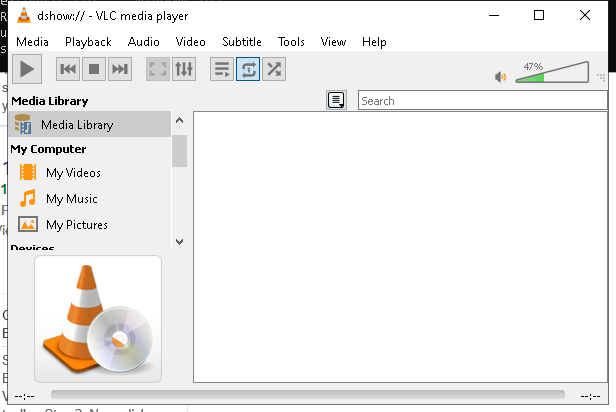 dshow:// - VLC media player
Media Playback Audio Video Subtitle Tools View Help
47%
Media Library
Search
Media Library
My Computer
My Videos
My Music
My Pictures
Devices
--:-- --:--